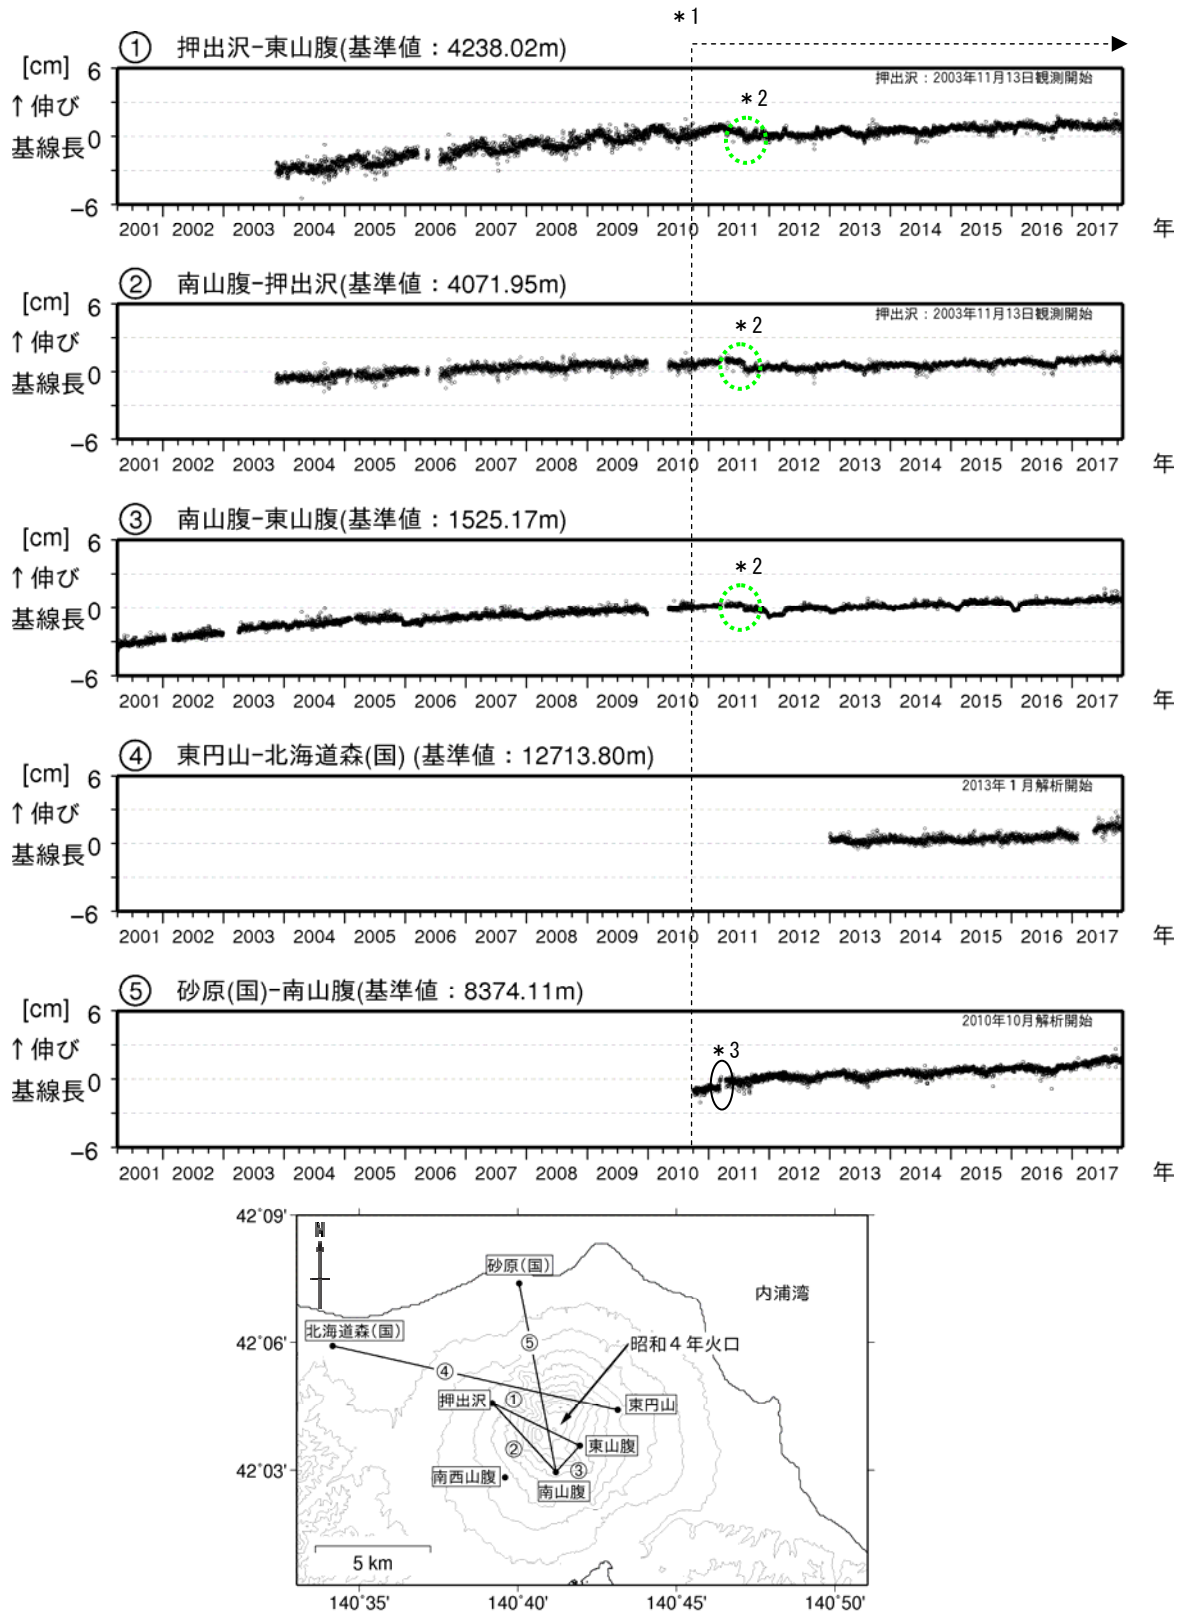 *1
① 押出沢-東山腹(基準値：4238.02m)
[cm] 6
押出沢：2003年11月13日観測開始
↑伸び
*2
基線長 0
-6
2001 2002 2003 2004 2005 2006 2007 2008 2009 2010 2011 2012 2013 2014 2015 2016 2017 年
② 南山腹-押出沢(基準値：4071.95m)
[cm] 6
押出沢：2003年11月13日観測開始
↑伸び
*2
基線長 0
-6
2001 2002 2003 2004 2005 2006 2007 2008 2009 2010 2011 2012 2013 2014 2015 2016 2017 年
③ 南山腹-東山腹(基準値：1525.17m)
[cm] 6
↑伸び
*2
基線長 0
-6
2001 2002 2003 2004 2005 2006 2007 2008 2009 2010 2011 2012 2013 2014 2015 2016 2017 年
④ 東円山-北海道森(国) (基準値：12713.80m)
[cm] 6
2013年1月解析開始
↑伸び
基線長 0
-6
2001 2002 2003 2004 2005 2006 2007 2008 2009 2010 2011 2012 2013 2014 2015 2016 2017 年
⑤ 砂原(国)-南山腹(基準値：8374.11m)
[cm] 6
2010年10月解析開始
↑伸び
*3
基線長 0
-6
2001 2002 2003 2004 2005 2006 2007 2008 2009 2010 2011 2012 2013 2014 2015 2016 2017 年
42°09'
N
砂原(国)
内浦湾
北海道森(国)
42°06'
⑤
昭和4年火口
④
押出沢
①
東円山
②
東山腹
42°03'
南西山腹
③
南山腹
5 km
140°35' 140°40' 140°45' 140°50'